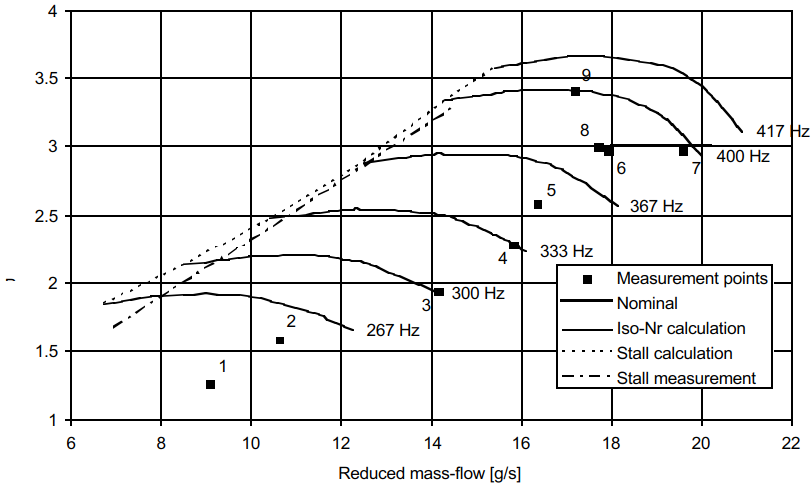 4
3.5
3
2.5
2
1.5
1
6
8
10
12
14
16
18
20
22
Reduced mass-flow [g/s]
1
2
3
4
5
6
7
8
9
417 Hz
400 Hz
367 Hz
333 Hz
300 Hz
267 Hz
Measurement points
Nominal
Iso-Nr calculation
Stall calculation
Stall measurement